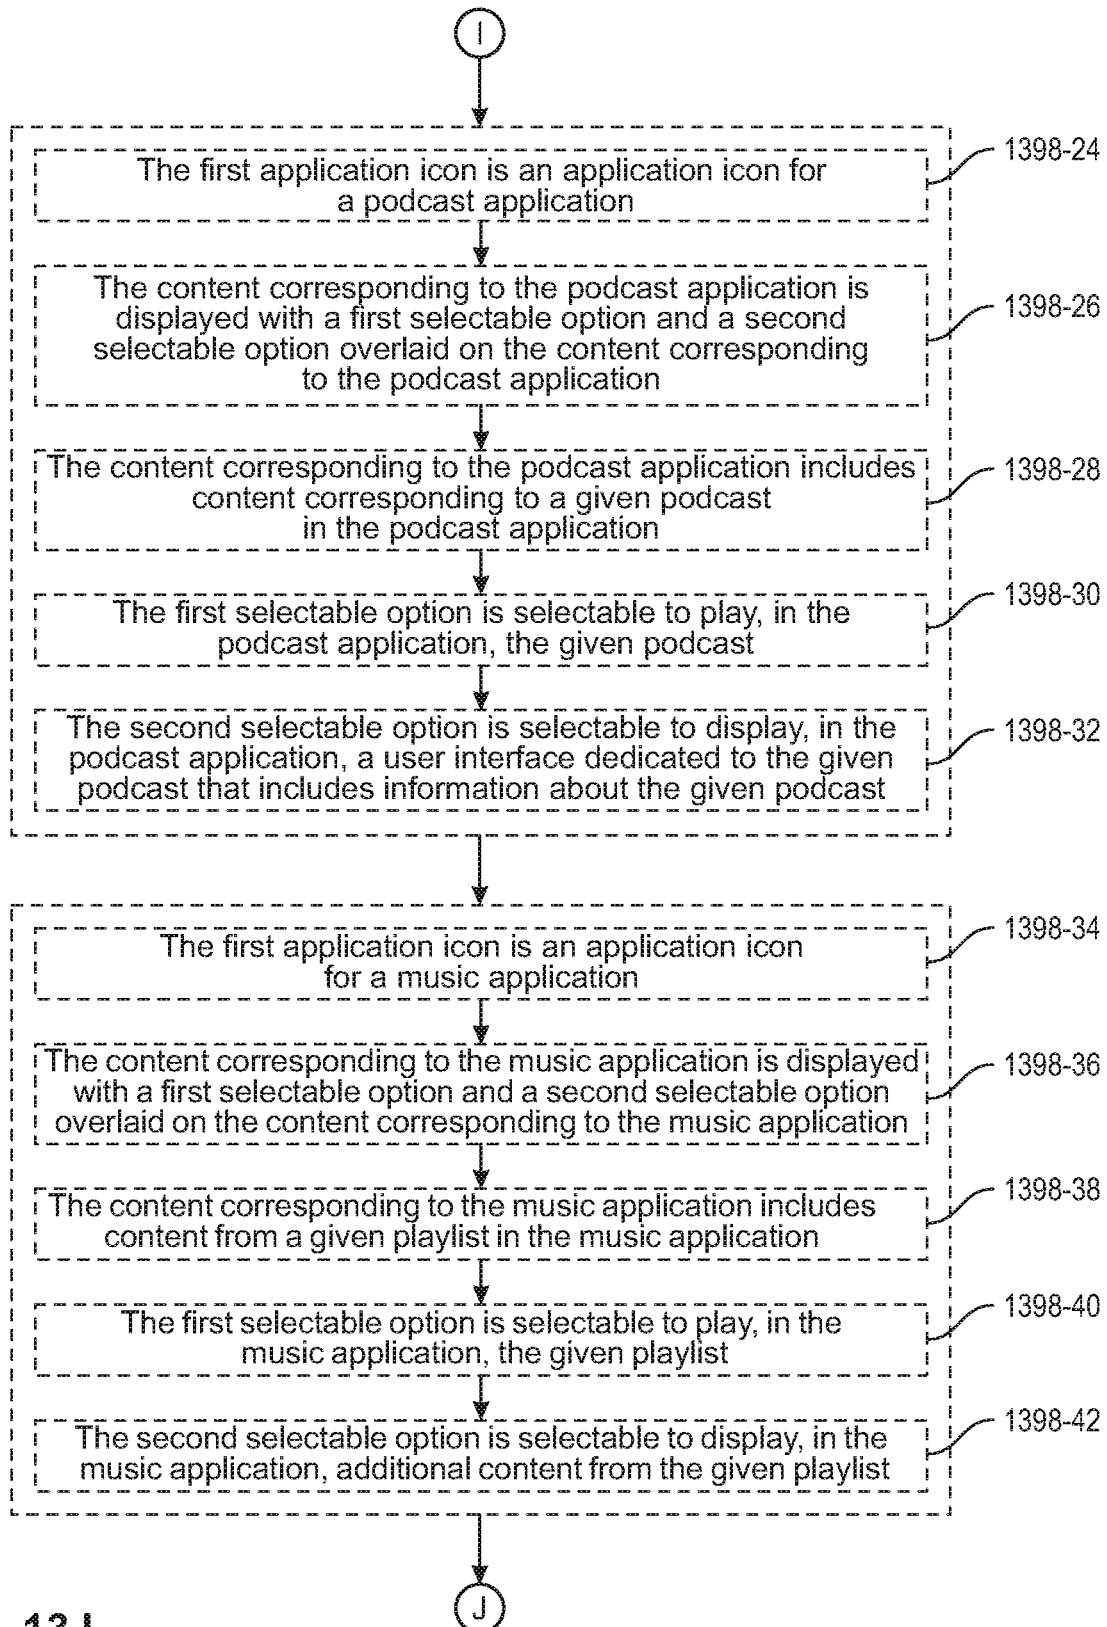 I
The first application icon is an application icon for
a podcast application
1398-24
The content corresponding to the podcast application is
displayed with a first selectable option and a second
selectable option overlaid on the content corresponding
to the podcast application
1398-26
The content corresponding to the podcast application includes
content corresponding to a given podcast
in the podcast application
1398-28
The first selectable option is selectable to play, in the
podcast application, the given podcast
1398-30
The second selectable option is selectable to display, in the
podcast application, a user interface dedicated to the given
podcast that includes information about the given podcast
1398-32
The first application icon is an application icon
for a music application
1398-34
The content corresponding to the music application is displayed
with a first selectable option and a second selectable option
overlaid on the content corresponding to the music application
1398-36
The content corresponding to the music application includes
content from a given playlist in the music application
1398-38
The first selectable option is selectable to play, in the
music application, the given playlist
1398-40
The second selectable option is selectable to display, in the
music application, additional content from the given playlist
1398-42
J